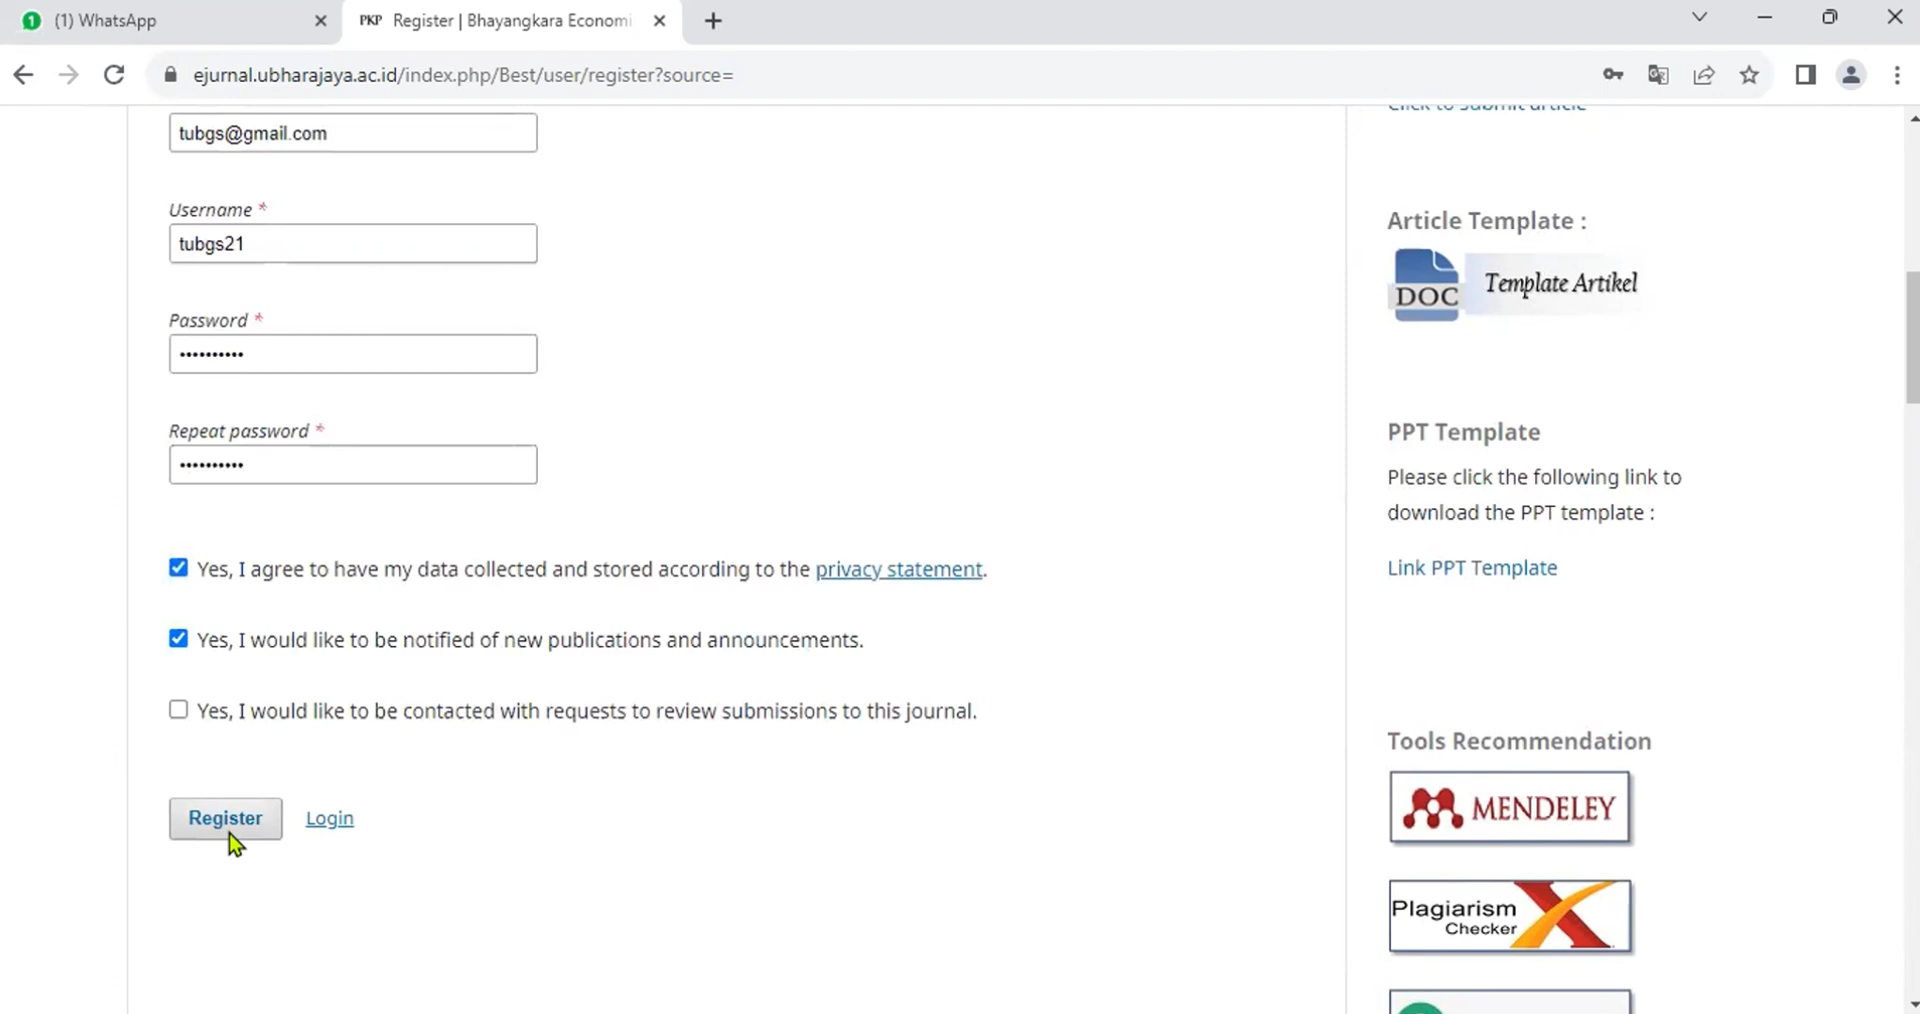 (1) WhatsApp
PKP Register | Bhayangkara Economi
ejurnal.ubharajaya.ac.id/index.php/Best/user/register?source=
tubgs@gmail.com
Username *
tubgs21
Password *
••••••••••
Repeat password *
••••••••••
Yes, I agree to have my data collected and stored according to the privacy statement.
Yes, I would like to be notified of new publications and announcements.
Yes, I would like to be contacted with requests to review submissions to this journal.
Register Login
Click to submit article
Article Template :
DOC Template Artikel
PPT Template
Please click the following link to
download the PPT template :
Link PPT Template
Tools Recommendation
MENDELEY
Plagiarism
Checker X